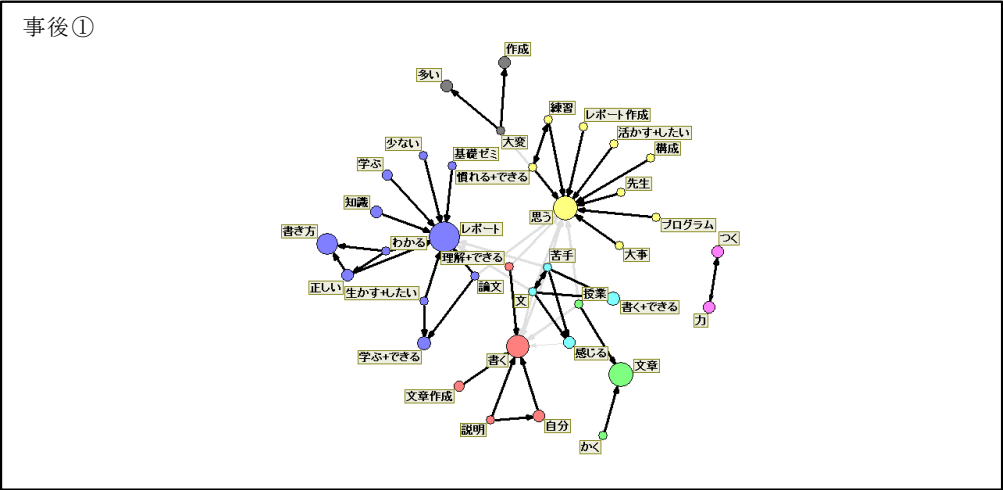 事後①
作成
多い
大変
練習
レポート作成
活かす+したい
構成
先生
プログラム
大事
慣れる+できる
思う
少ない
基礎ゼミ
学ぶ
知識
書き方
わかる
レポート
正しい
生かす+したい
理解+できる
論文
学ぶ+できる
苦手
文
授業
書く+できる
感じる
書く
文章作成
説明
自分
文章
かく
つく
力